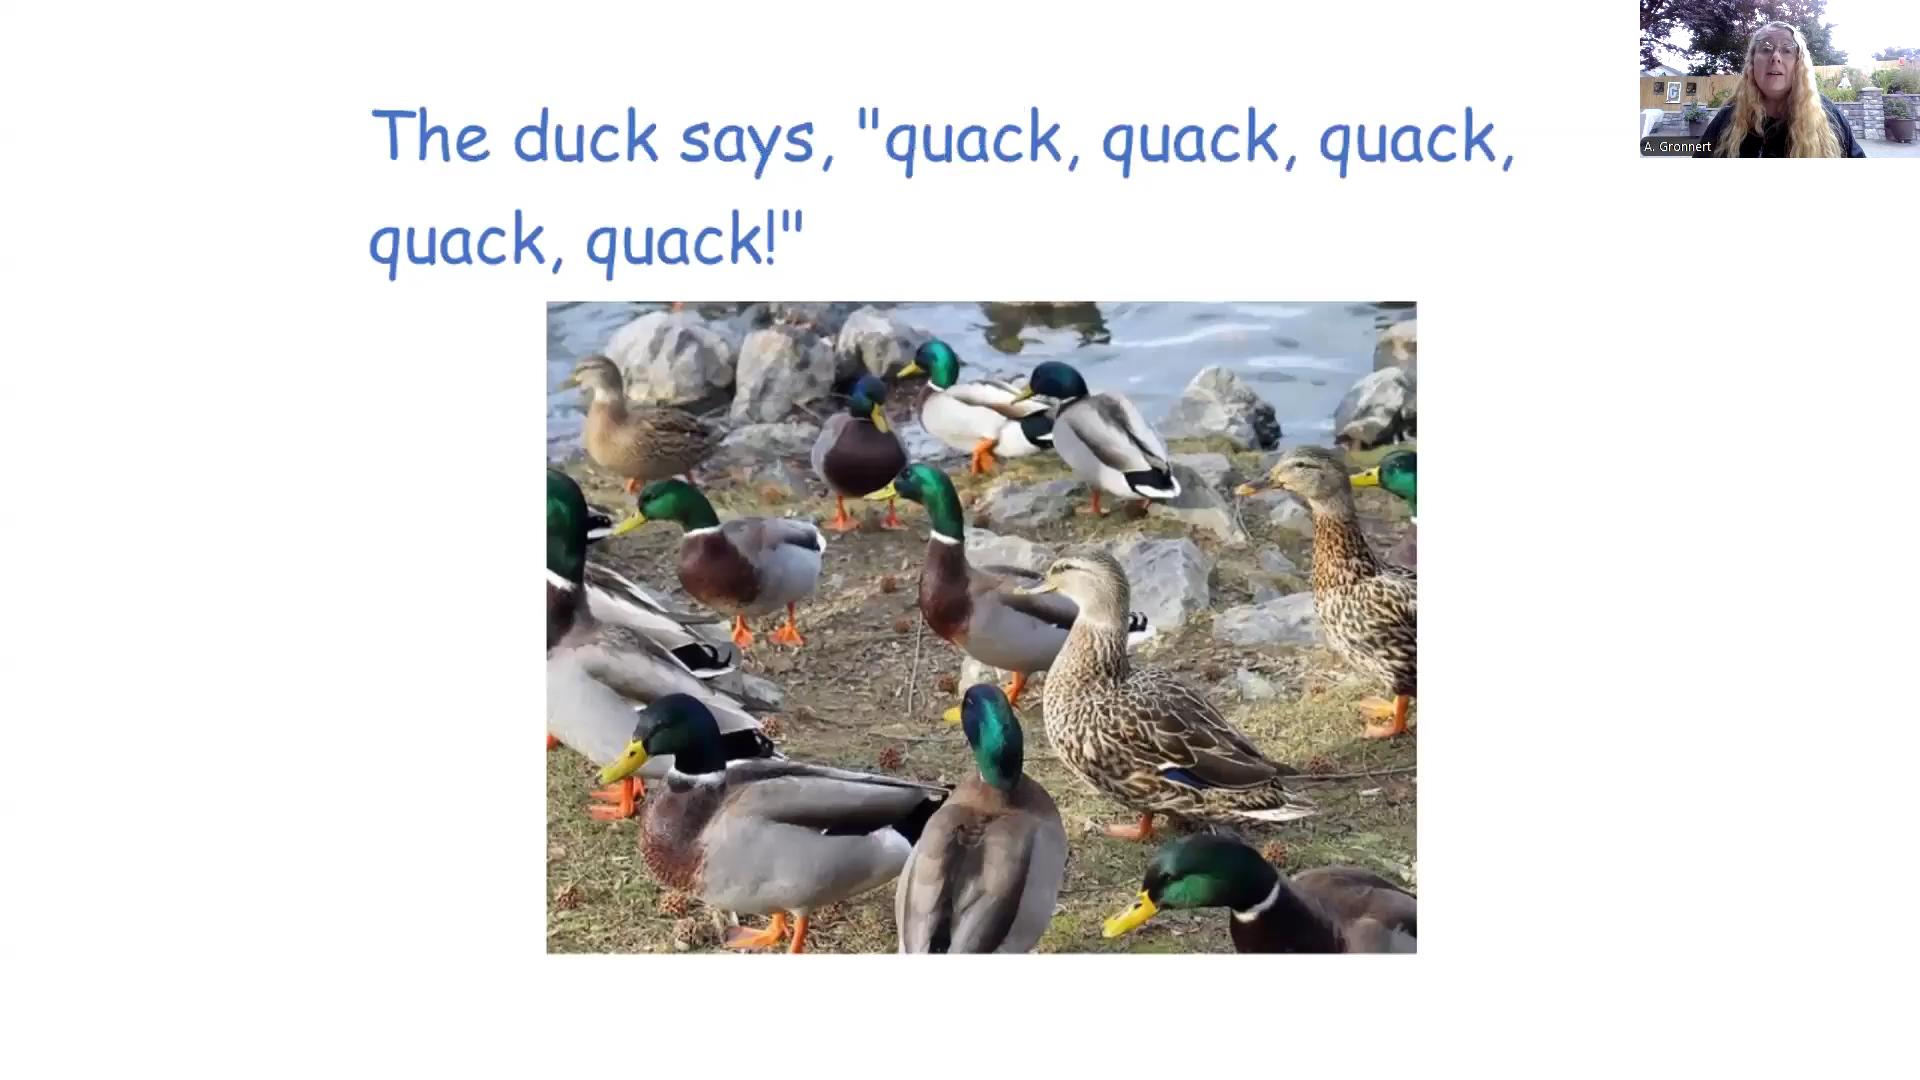 The duck says, "quack, quack, quack,
quack, quack!"
A. Gronnert
G